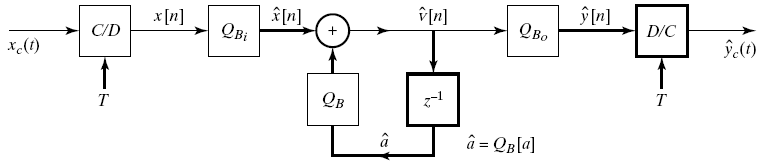 x_c(t)
C/D
T
x[n]
Q_{B_i}
x̂[n]
+
v̂[n]
Q_{B_o}
ŷ[n]
D/C
T
ŷ_c(t)
Q_B
z^{-1}
â
â = Q_B[a]